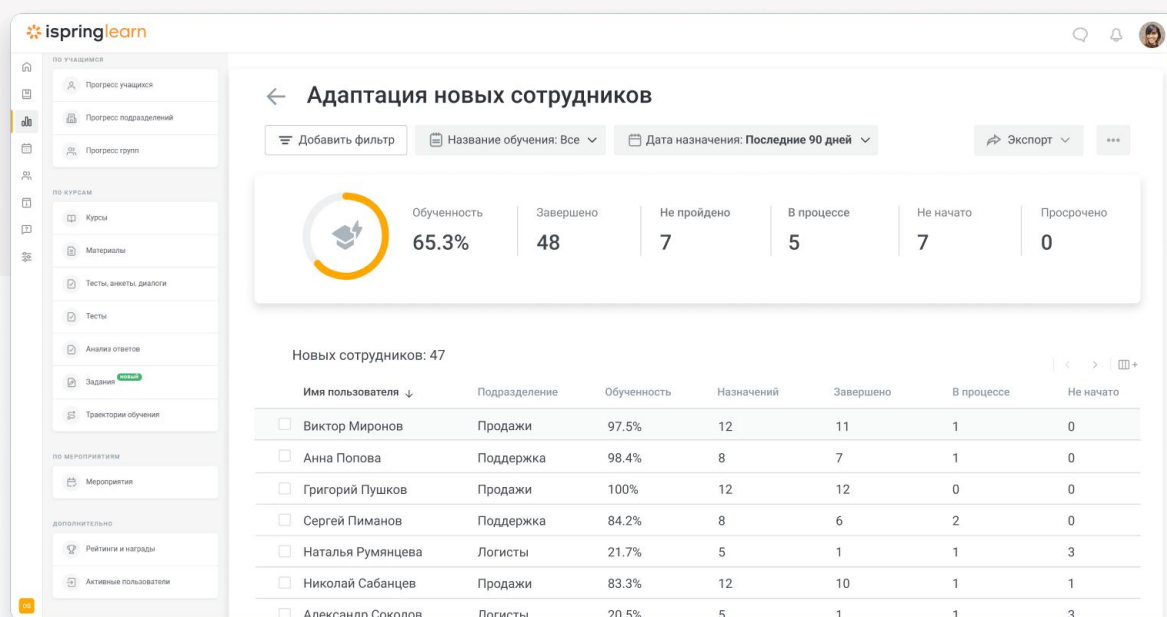 ispringlearn
ПО УЧАЩИМСЯ
Прогресс учащихся
Прогресс подразделений
Прогресс групп
ПО КУРСАМ
Курсы
Материалы
Тесты, анкеты, диалоги
Тесты
Анализ ответов
Задания НОВЫЙ
Траектории обучения
ПО МЕРОПРИЯТИЯМ
Мероприятия
ДОПОЛНИТЕЛЬНО
Рейтинги и награды
Активные пользователи
Адаптация новых сотрудников
Добавить фильтр Название обучения: Все Дата назначения: Последние 90 дней Экспорт
Обученность Завершено Не пройдено В процессе Не начато Просрочено
65.3% 48 7 5 7 0
Новых сотрудников: 47
Имя пользователя Подразделение Обученность Назначений Завершено В процессе Не начато
Виктор Миронов Продажи 97.5% 12 11 1 0
Анна Попова Поддержка 98.4% 8 7 1 0
Григорий Пушков Продажи 100% 12 12 0 0
Сергей Пиманов Поддержка 84.2% 8 6 2 0
Наталья Румянцева Логисты 21.7% 5 1 1 3
Николай Сабанцев Продажи 83.3% 12 10 1 1
Александр Соколов Логисты 20.5% 5 1 1 3